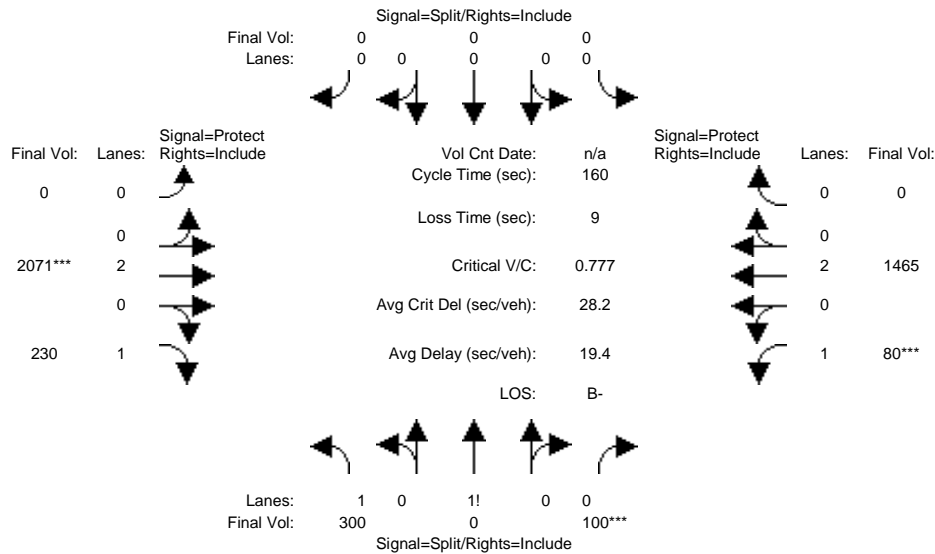 Signal=Split/Rights=Include
Final Vol: 0 0 0
Lanes: 0 0 0 0 0
Signal=Protect
Final Vol: Lanes: Rights=Include
Vol Cnt Date: n/a
Signal=Protect
Rights=Include Lanes: Final Vol:
Cycle Time (sec): 160
0 0
0 0
Loss Time (sec): 9
0
0
2071*** 2
Critical V/C: 0.777
2 1465
0
Avg Crit Del (sec/veh): 28.2
0
230 1
Avg Delay (sec/veh): 19.4
1 80***
LOS: B-
Lanes: 1 0 1! 0 0
Final Vol: 300 0 100***
Signal=Split/Rights=Include